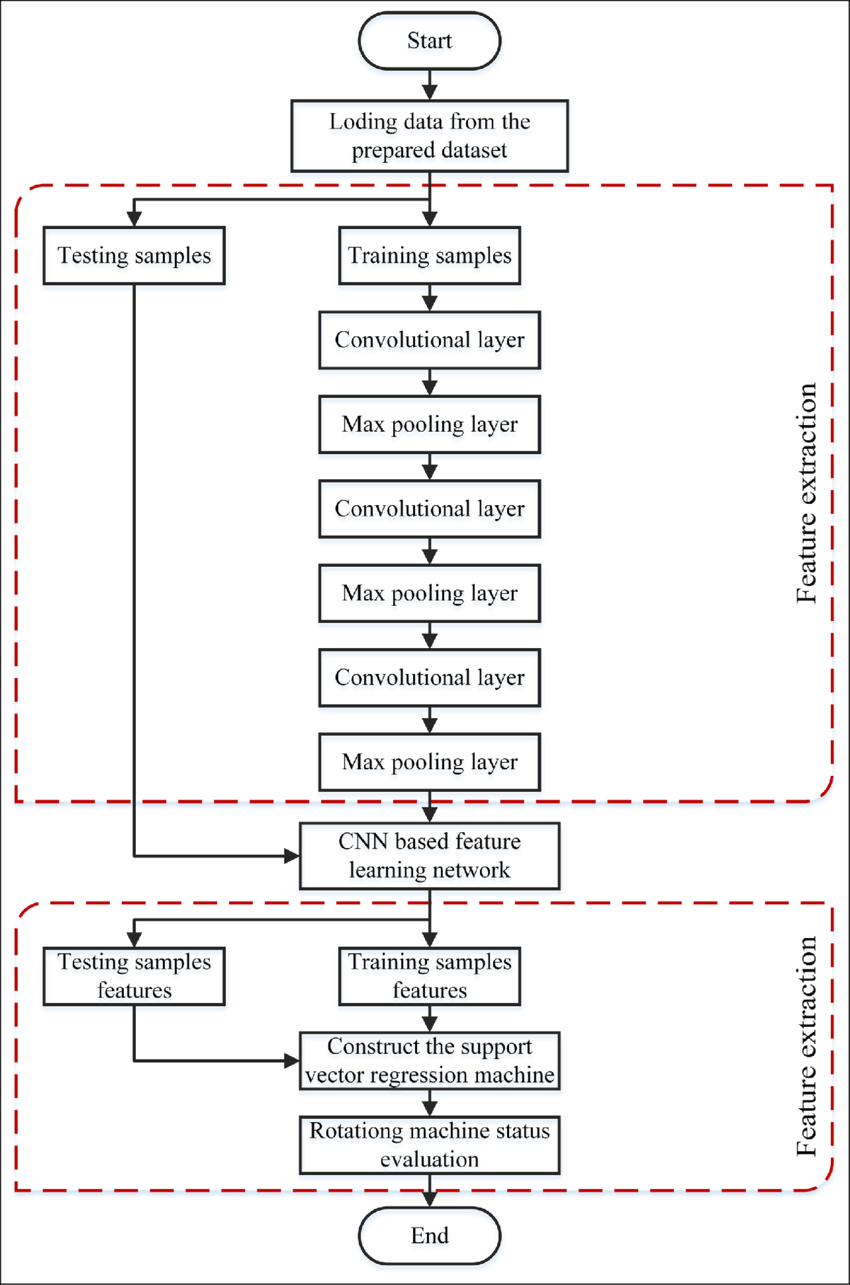 Start
Loding data from the
prepared dataset
Testing samples
Training samples
Convolutional layer
Max pooling layer
Convolutional layer
Max pooling layer
Convolutional layer
Max pooling layer
Feature extraction
CNN based feature
learning network
Testing samples
features
Training samples
features
Construct the support
vector regression machine
Rotationg machine status
evaluation
Feature extraction
End